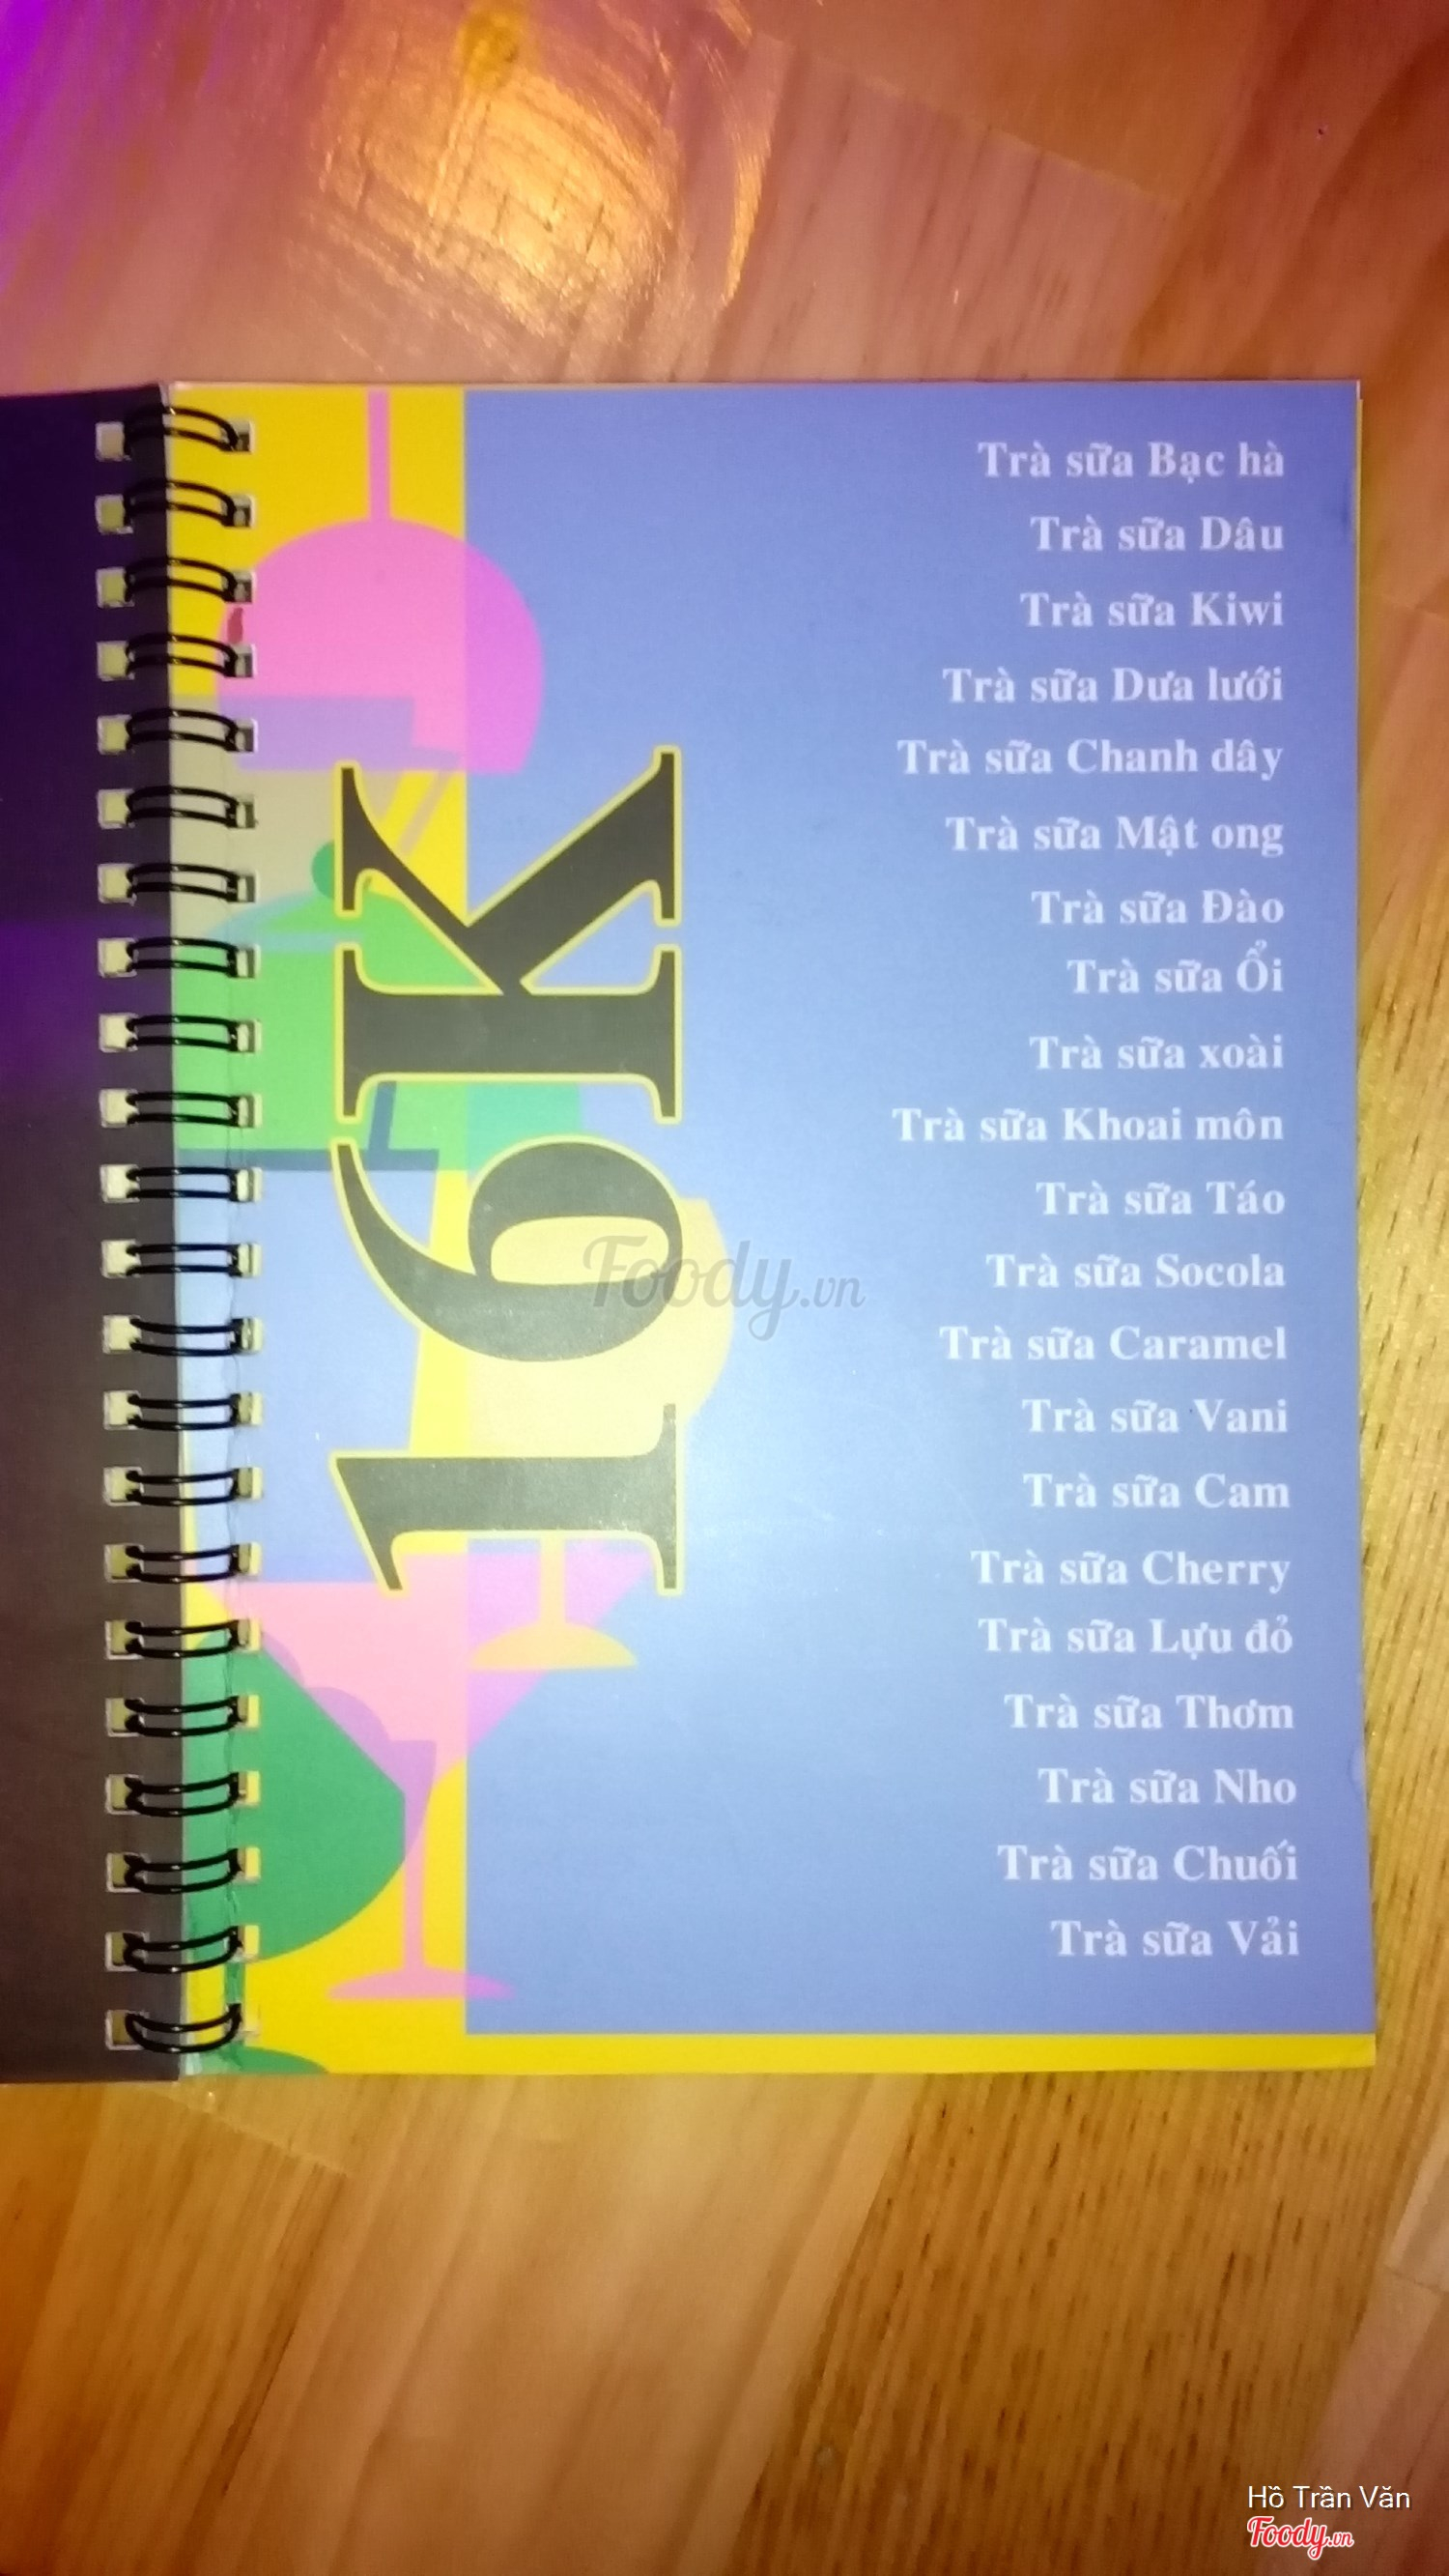 16K
Trà sữa Bạc hà
Trà sữa Dâu
Trà sữa Kiwi
Trà sữa Dưa lưới
Trà sữa Chanh dây
Trà sữa Mật ong
Trà sữa Đào
Trà sữa Ổi
Trà sữa xoài
Trà sữa Khoai môn
Trà sữa Táo
Trà sữa Socola
Trà sữa Caramel
Trà sữa Vani
Trà sữa Cam
Trà sữa Cherry
Trà sữa Lựu đỏ
Trà sữa Thơm
Trà sữa Nho
Trà sữa Chuối
Trà sữa Vải
Foody.vn
Hồ Trần Văn
Foody.vn